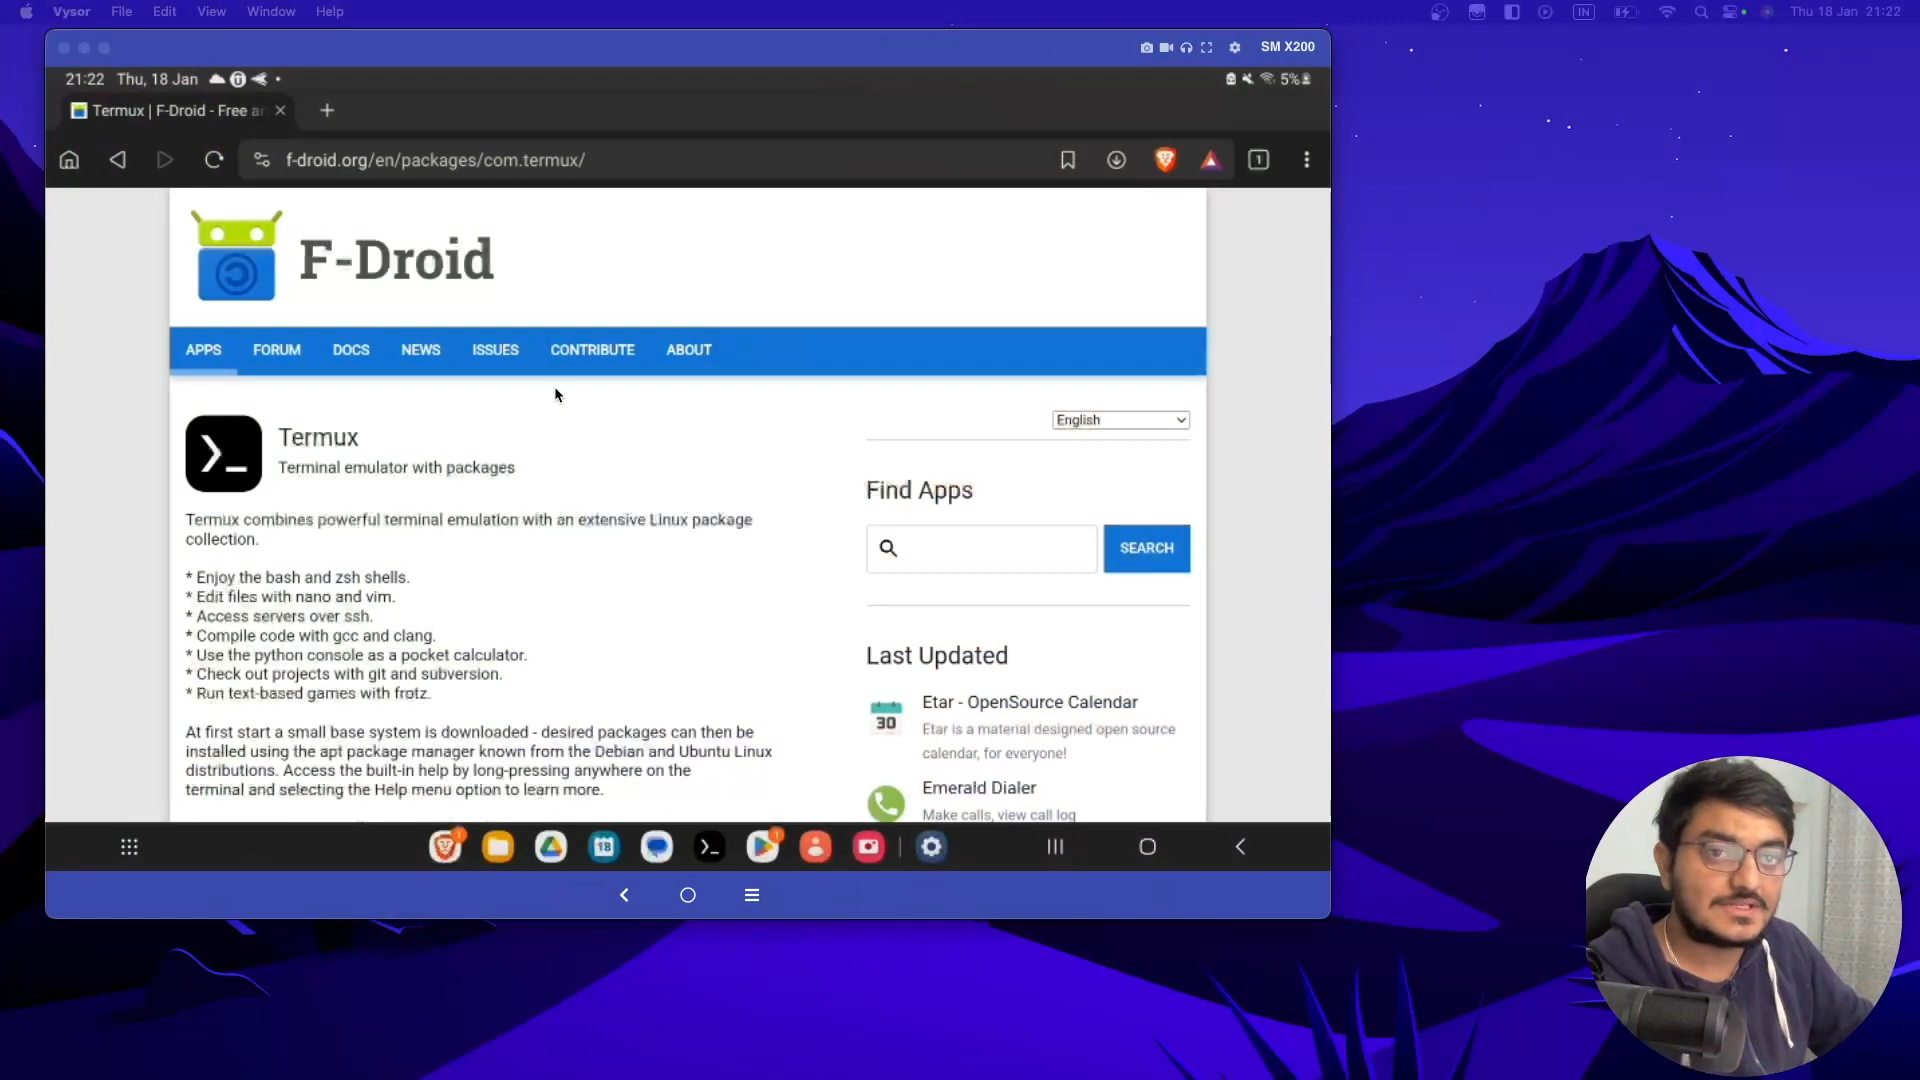 Vysor File Edit View Window Help
IN Thu 18 Jan 21:22
SM X200
21:22 Thu, 18 Jan
5%
Termux | F-Droid - Free a
f-droid.org/en/packages/com.termux/
1
F-Droid
APPS FORUM DOCS NEWS ISSUES CONTRIBUTE ABOUT
English
Termux
Terminal emulator with packages
Find Apps
Termux combines powerful terminal emulation with an extensive Linux package
collection.
SEARCH
* Enjoy the bash and zsh shells.
* Edit files with nano and vim.
* Access servers over ssh.
* Compile code with gcc and clang.
* Use the python console as a pocket calculator.
* Check out projects with git and subversion.
* Run text-based games with frotz.
Last Updated
Etar - OpenSource Calendar
30
Etar is a material designed open source
calendar, for everyone!
At first start a small base system is downloaded - desired packages can then be
installed using the apt package manager known from the Debian and Ubuntu Linux
distributions. Access the built-in help by long-pressing anywhere on the
terminal and selecting the Help menu option to learn more.
Emerald Dialer
Make calls, view call log
18